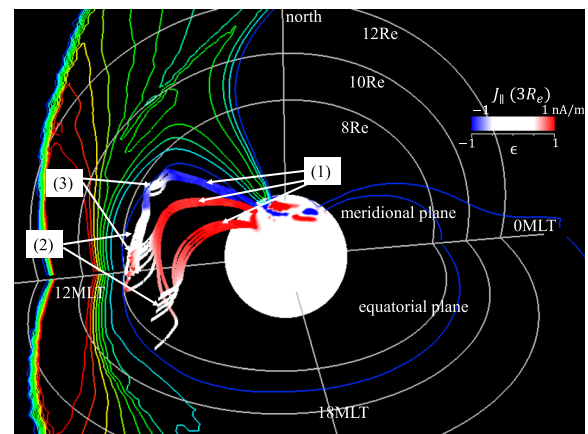 north
12Re
10Re
8Re
J∥ (3Rₑ)
−1
1 nA/m
−1
ϵ
1
(1)
(3)
(2)
meridional plane
0MLT
12MLT
equatorial plane
18MLT